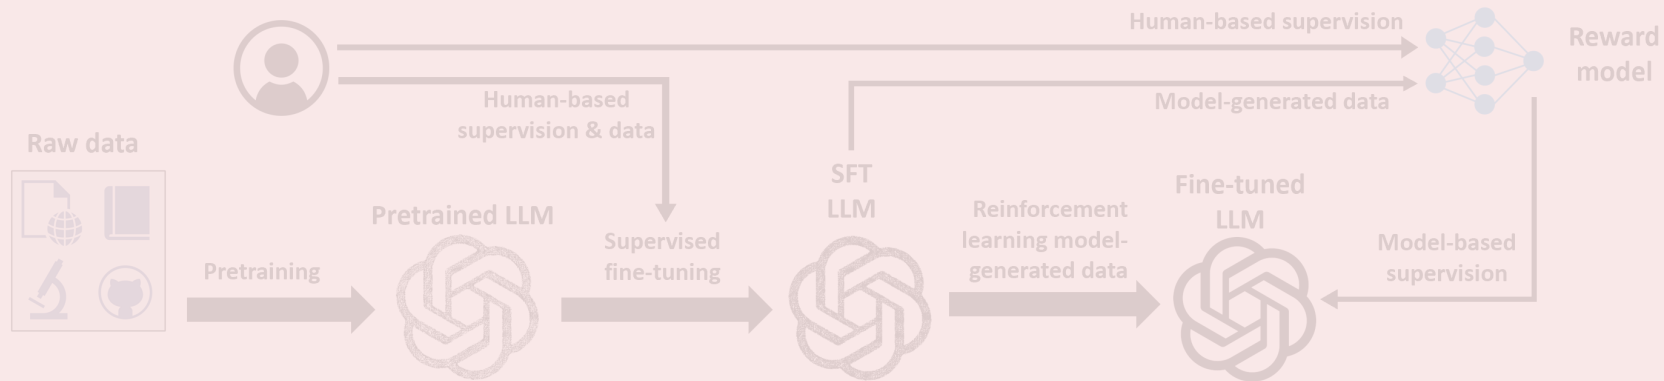 Human-based supervision
Reward
model
Human-based
supervision & data
Model-generated data
Raw data
Pretrained LLM
SFT
LLM
Fine-tuned
LLM
Pretraining
Supervised
fine-tuning
Reinforcement
learning model-
generated data
Model-based
supervision